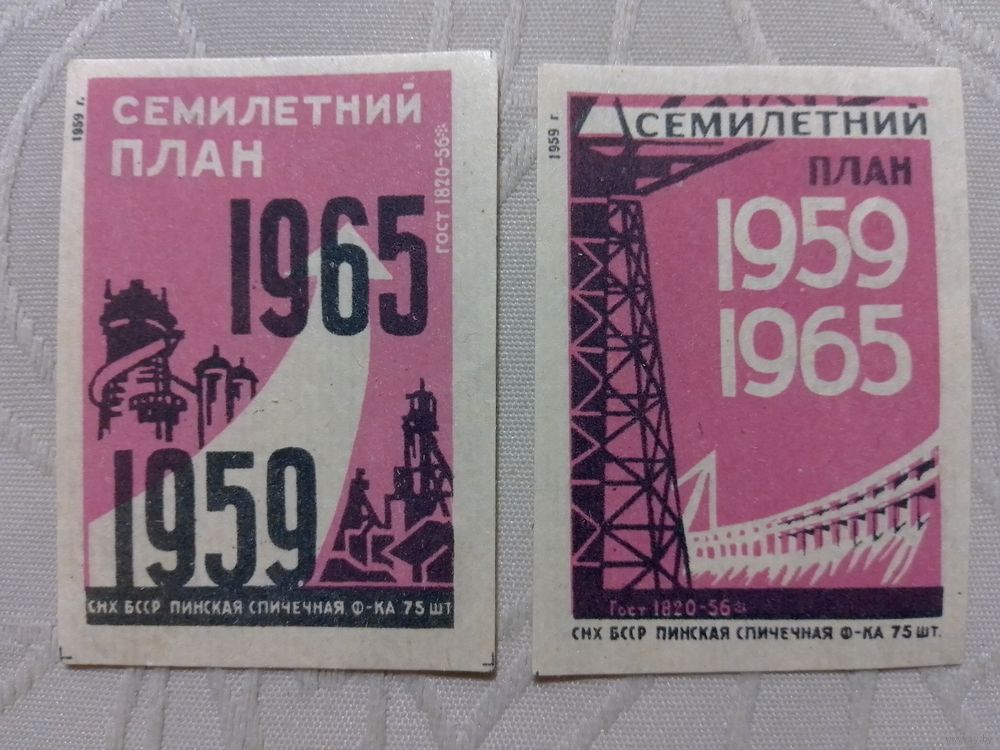 1959 г.
СЕМИЛЕТНИЙ
ПЛАН
1965
ГОСТ 1820-56
1959
СНХ БССР ПИНСКАЯ СПИЧЕЧНАЯ Ф-КА 75 ШТ
1959 г
СЕМИЛЕТНИЙ
ПЛАН
1959
1965
ГОСТ 1820-56
СНХ БССР ПИНСКАЯ СПИЧЕЧНАЯ Ф-КА 75 ШТ.